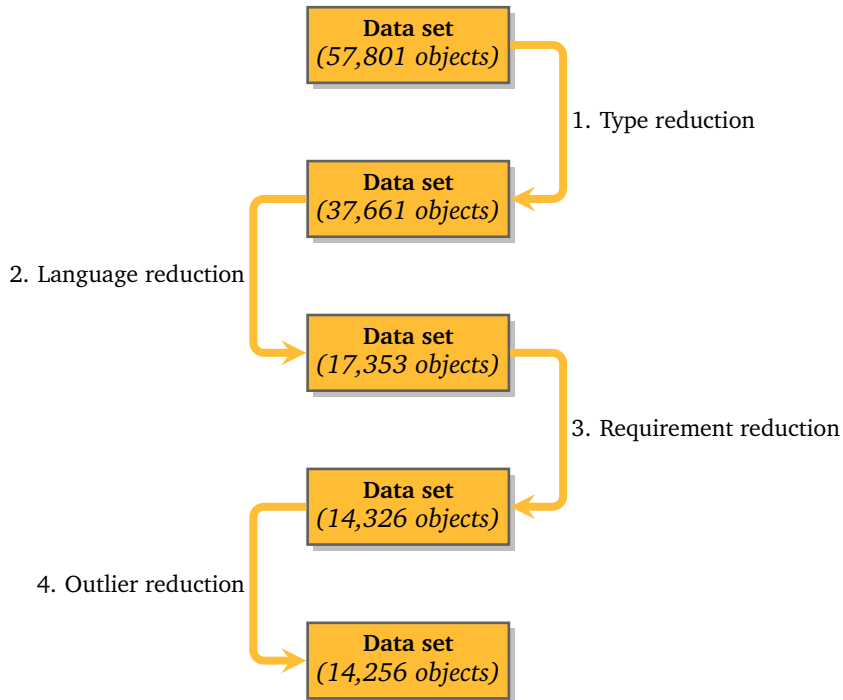 Data set
(57,801 objects)
1. Type reduction
Data set
(37,661 objects)
2. Language reduction
Data set
(17,353 objects)
3. Requirement reduction
Data set
(14,326 objects)
4. Outlier reduction
Data set
(14,256 objects)